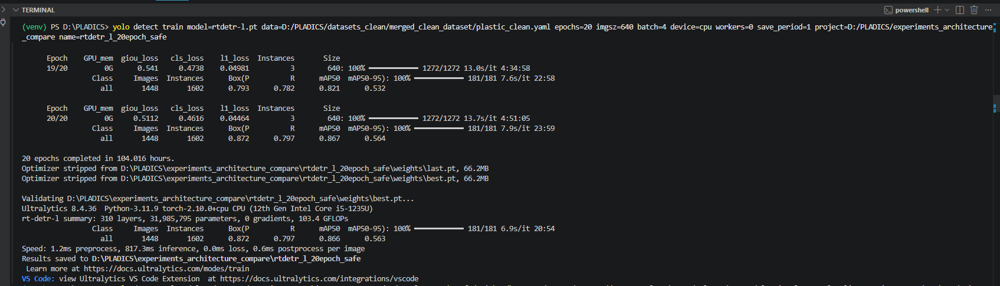 TERMINAL
powershell
(venv) PS D:\PLADICS> yolo detect train model=rtdetr-l.pt data=D:/PLADICS/datasets_clean/merged_clean_dataset/plastic_clean.yaml epochs=20 imgsz=640 batch=4 device=cpu workers=0 save_period=1 project=D:/PLADICS/experiments_architecture
_compare name=rtdetr_l_20epoch_safe
Epoch GPU_mem giou_loss cls_loss l1_loss Instances Size
19/20 0G 0.541 0.4738 0.04981 3 640: 100% ━━━━━━━━━━━━ 1272/1272 13.0s/it 4:34:58
Class Images Instances Box(P R mAP50 mAP50-95): 100% ━━━━━━━━━━━━ 181/181 7.6s/it 22:58
all 1448 1602 0.793 0.782 0.821 0.532
Epoch GPU_mem giou_loss cls_loss l1_loss Instances Size
20/20 0G 0.5112 0.4616 0.04464 3 640: 100% ━━━━━━━━━━━━ 1272/1272 13.7s/it 4:51:05
Class Images Instances Box(P R mAP50 mAP50-95): 100% ━━━━━━━━━━━━ 181/181 7.9s/it 23:59
all 1448 1602 0.872 0.797 0.867 0.564
20 epochs completed in 104.016 hours.
Optimizer stripped from D:\PLADICS\experiments_architecture_compare\rtdetr_l_20epoch_safe\weights\last.pt, 66.2MB
Optimizer stripped from D:\PLADICS\experiments_architecture_compare\rtdetr_l_20epoch_safe\weights\best.pt, 66.2MB
Validating D:\PLADICS\experiments_architecture_compare\rtdetr_l_20epoch_safe\weights\best.pt...
Ultralytics 8.4.36 Python-3.11.9 torch-2.10.0+cpu CPU (12th Gen Intel Core i5-1235U)
rt-detr-l summary: 310 layers, 31,985,795 parameters, 0 gradients, 103.4 GFLOPs
Class Images Instances Box(P R mAP50 mAP50-95): 100% ━━━━━━━━━━━━ 181/181 6.9s/it 20:54
all 1448 1602 0.872 0.797 0.866 0.563
Speed: 1.2ms preprocess, 817.3ms inference, 0.0ms loss, 0.6ms postprocess per image
Results saved to D:\PLADICS\experiments_architecture_compare\rtdetr_l_20epoch_safe
Learn more at https://docs.ultralytics.com/modes/train
VS Code: view Ultralytics VS Code Extension at https://docs.ultralytics.com/integrations/vscode